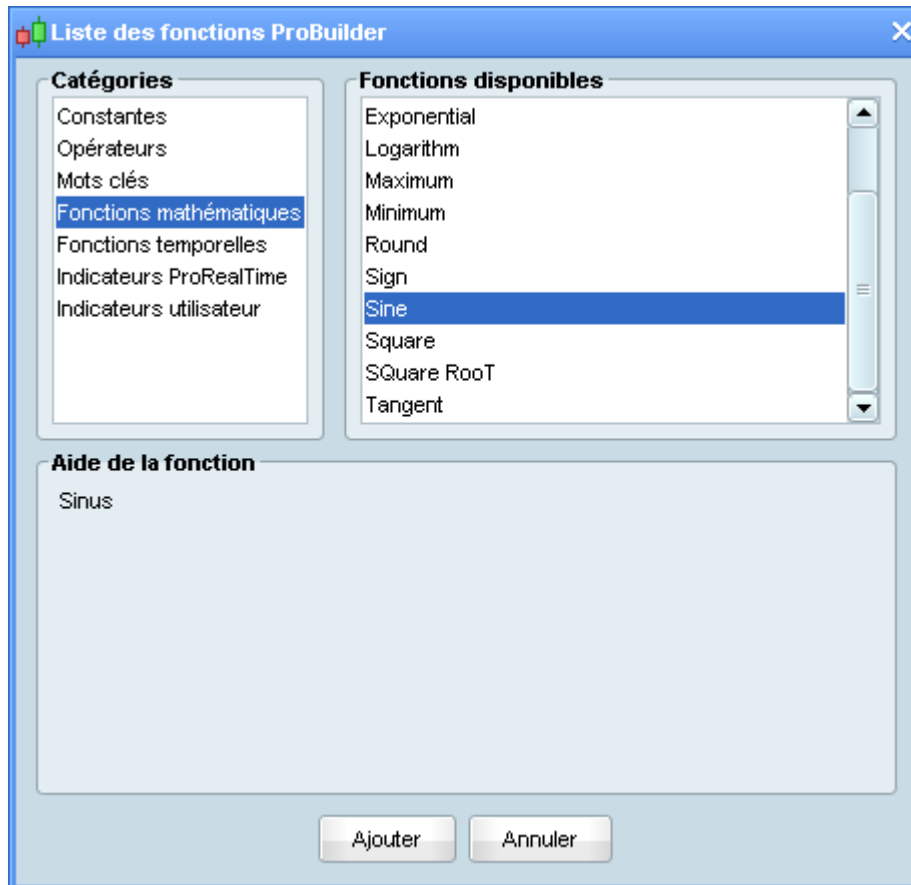 Liste des fonctions ProBuilder
Catégories
Constantes
Opérateurs
Mots clés
Fonctions mathématiques
Fonctions temporelles
Indicateurs ProRealTime
Indicateurs utilisateur
Fonctions disponibles
Exponential
Logarithm
Maximum
Minimum
Round
Sign
Sine
Square
SQuare RooT
Tangent
Aide de la fonction
Sinus
Ajouter
Annuler